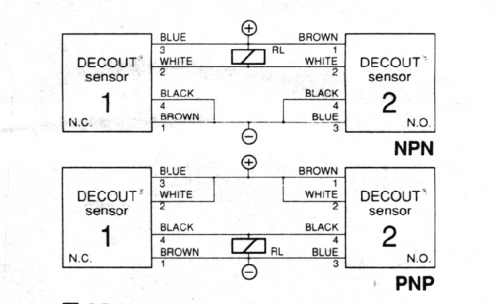 BLUE BROWN
3 RL 1
DECOUT® WHITE WHITE DECOUT®
sensor 2 2 sensor
1 BLACK BLACK 2
4 4
N.C. BROWN BLUE N.O.
1 3
NPN
BLUE BROWN
3 1
DECOUT® WHITE WHITE DECOUT®
sensor 2 2 sensor
1 BLACK BLACK 2
4 4
N.C. BROWN RL BLUE N.O.
1 3
PNP